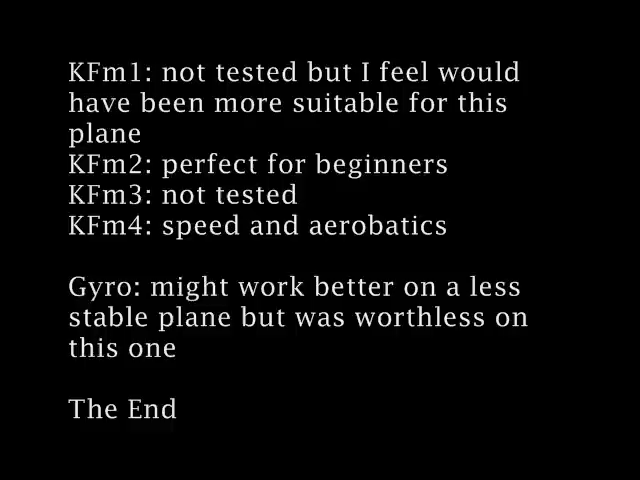 KFm1: not tested but I feel would
have been more suitable for this
plane
KFm2: perfect for beginners
KFm3: not tested
KFm4: speed and aerobatics
Gyro: might work better on a less
stable plane but was worthless on
this one
The End